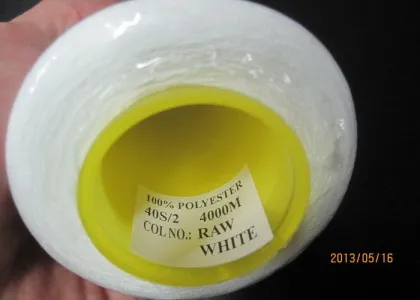 100% POLYESTER
40S/2 4000M
COL NO.: RAW
WHITE
2013/05/16